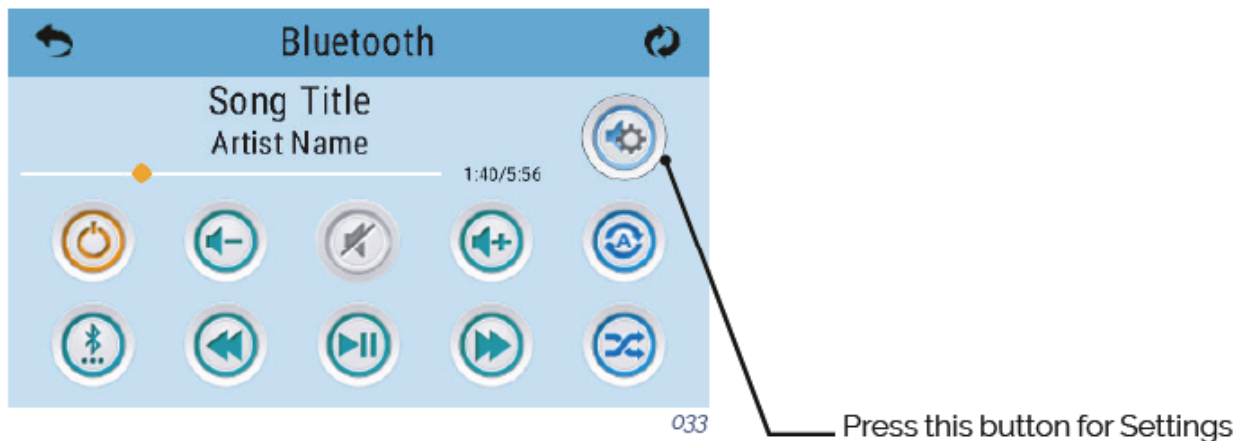 Bluetooth
Song Title
Artist Name
1:40/5:56
A
033
Press this button for Settings